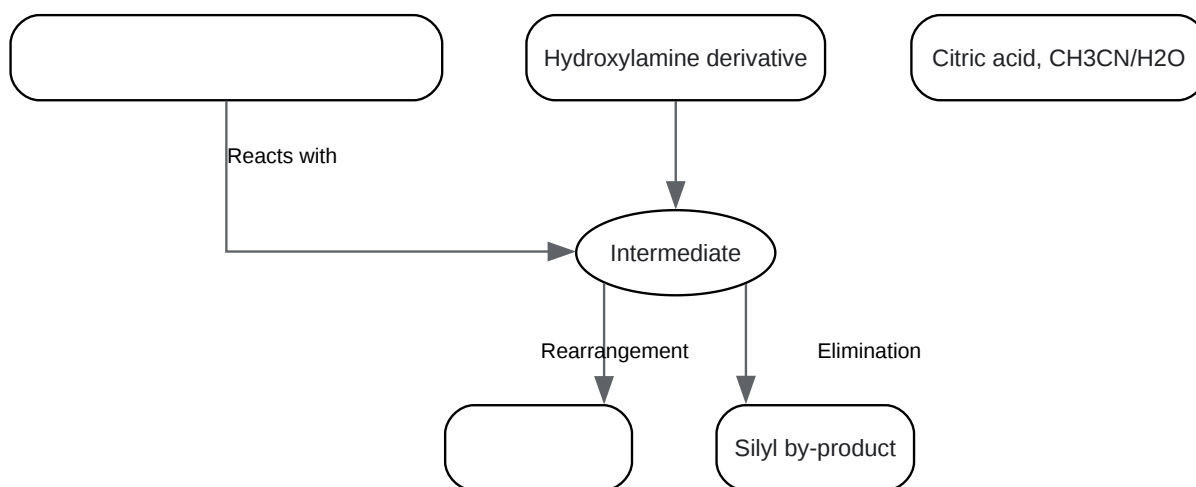 Hydroxylamine derivative
Citric acid, CH3CN/H2O
Reacts with
Intermediate
Rearrangement
Elimination
Silyl by-product